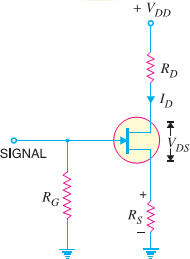 + V_DD
R_D
I_D
V_DS
SIGNAL
R_G
+
R_S
−